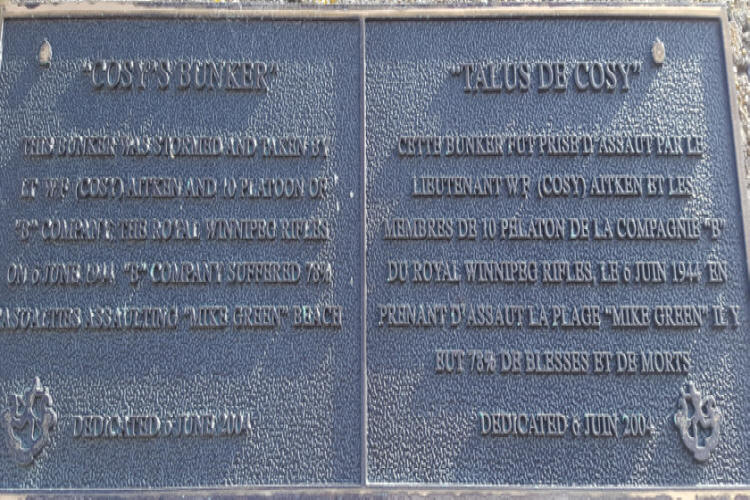 "COSY'S BUNKER"
THIS BUNKER WAS STORMED AND TAKEN BY
LT W.F. (COSY) AITKEN AND 10 PLATOON OF
"B" COMPANY, THE ROYAL WINNIPEG RIFLES
ON 6 JUNE 1944. "B" COMPANY SUFFERED 78%
CASUALTIES ASSAULTING "MIKE GREEN" BEACH
DEDICATED 6 JUNE 2004
"TALUS DE COSY"
CETTE BUNKER FUT PRISE D'ASSAUT PAR LE
LIEUTENANT W.F. (COSY) AITKEN ET LES
MEMBRES DE 10 PELATON DE LA COMPAGNIE "B"
DU ROYAL WINNIPEG RIFLES, LE 6 JUIN 1944 EN
PRENANT D'ASSAUT LA PLAGE "MIKE GREEN" IL Y
EUT 78% DE BLESSES ET DE MORTS
DEDICATED 6 JUIN 2004